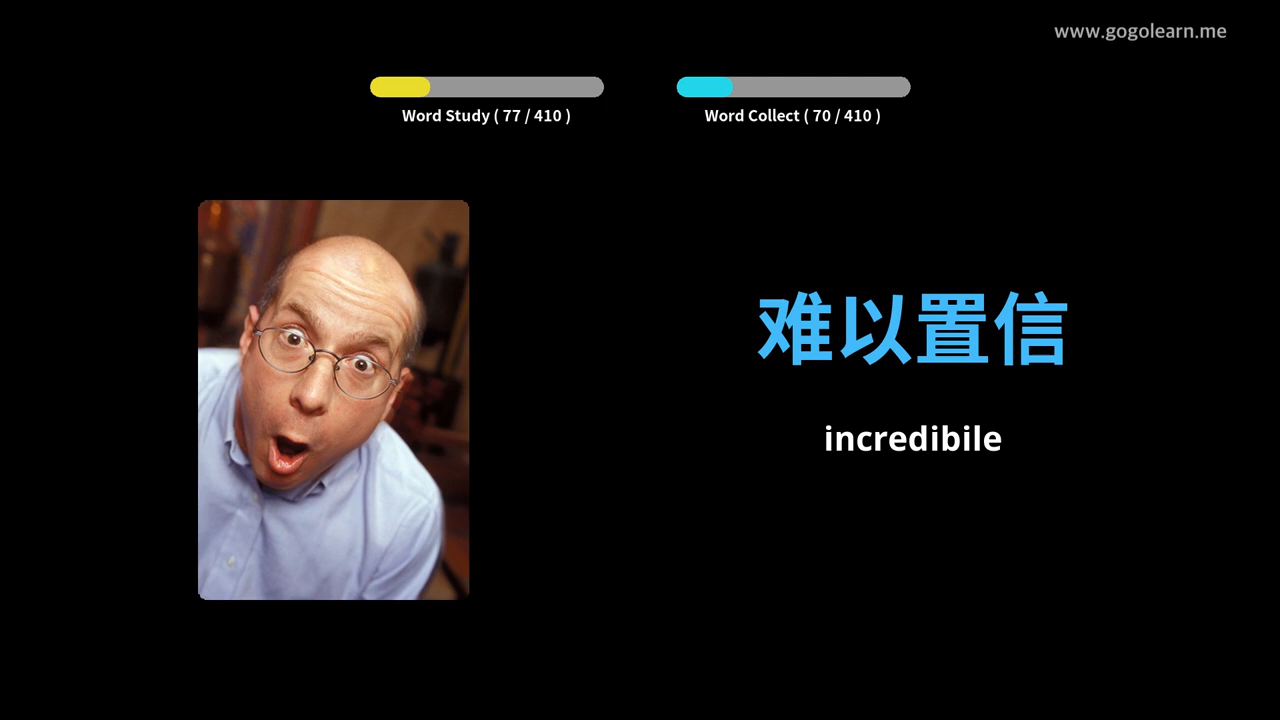 www.gogolearn.me
Word Study ( 77 / 410 )
Word Collect ( 70 / 410 )
难以置信
incredibile